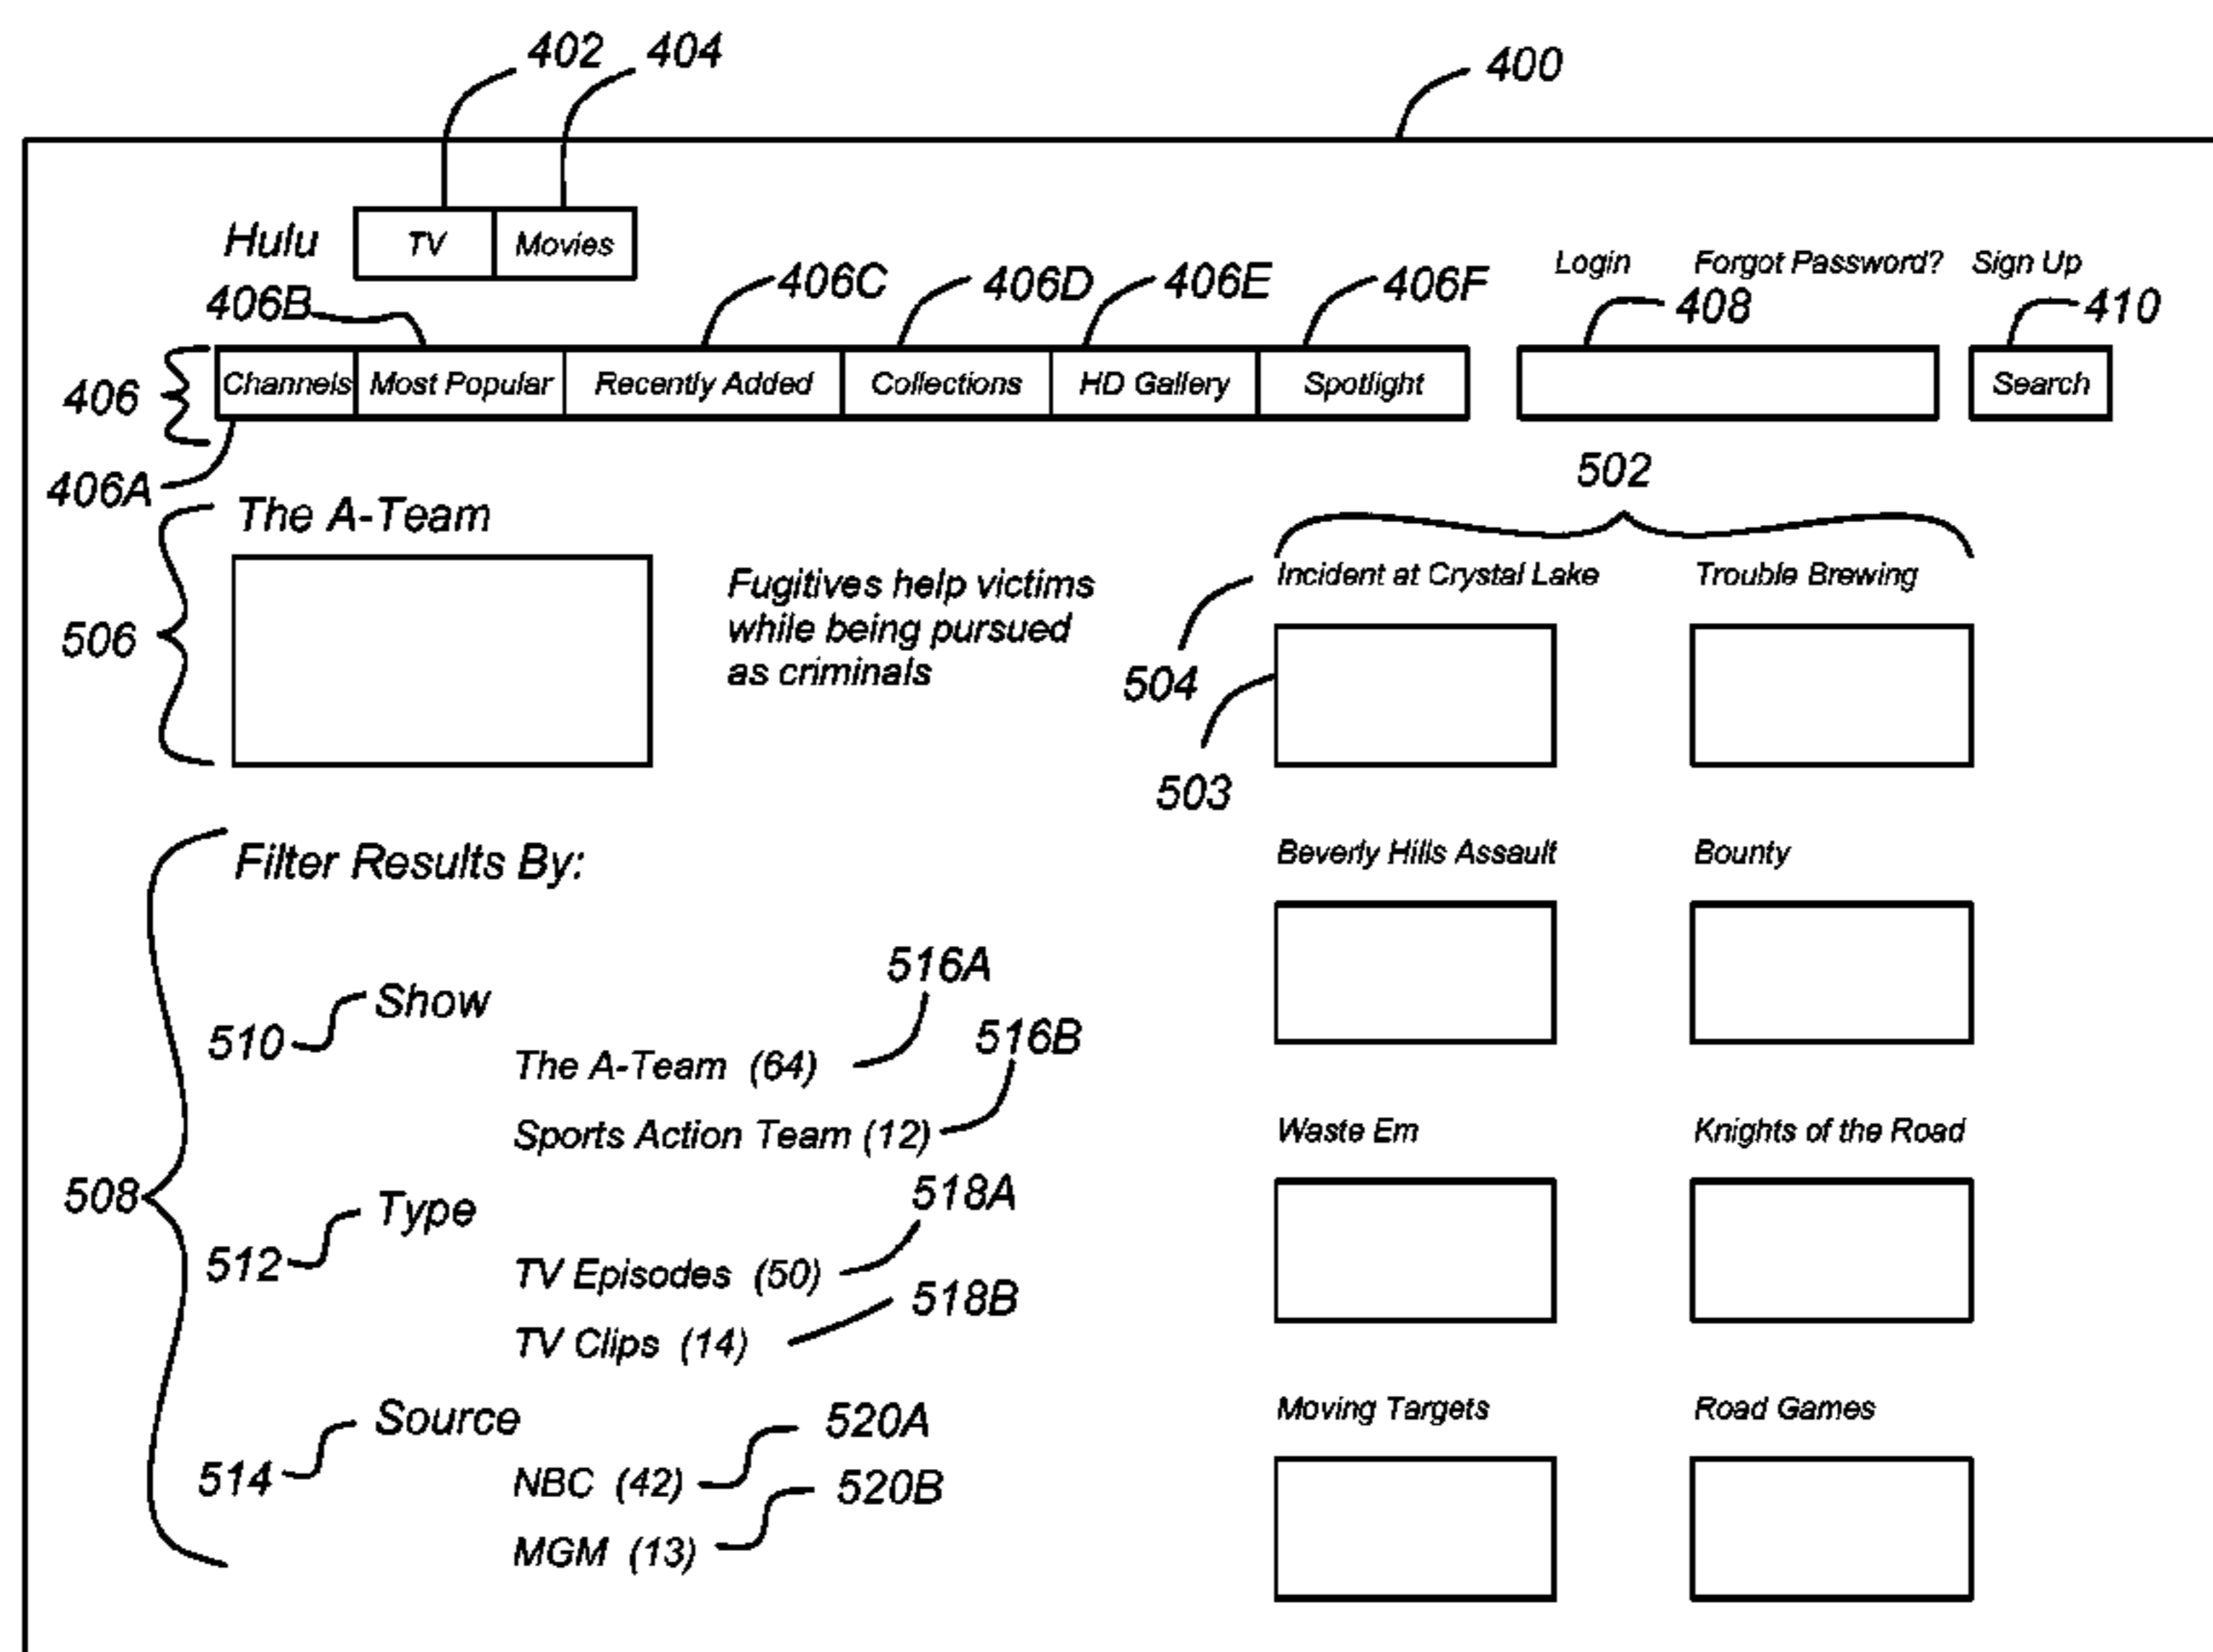 402 404
400
Hulu TV Movies
Login Forgot Password? Sign Up
406B 406C 406D 406E 406F 408 410
406 Channels Most Popular Recently Added Collections HD Gallery Spotlight Search
406A
502
The A-Team
506
Fugitives help victims
while being pursued
as criminals
504
503
Incident at Crystal Lake Trouble Brewing
Beverly Hills Assault Bounty
Waste Em Knights of the Road
Moving Targets Road Games
508
Filter Results By:
510 Show
The A-Team (64) 516A
Sports Action Team (12) 516B
512 Type
TV Episodes (50) 518A
TV Clips (14) 518B
514 Source
NBC (42) 520A
MGM (13) 520B